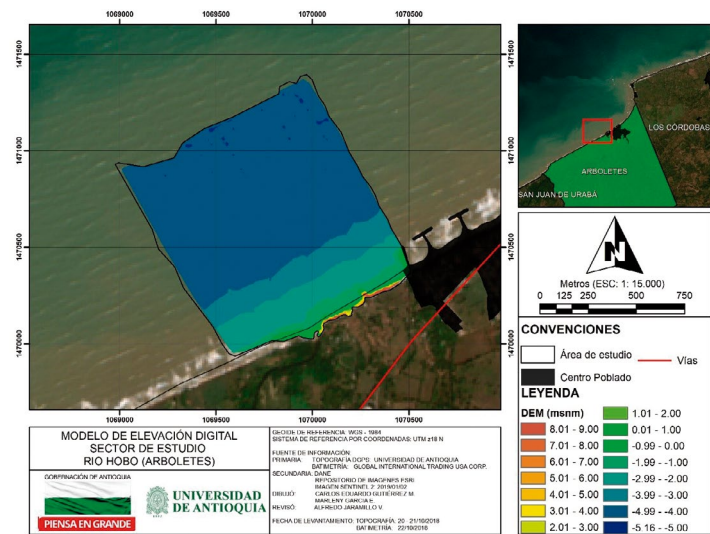 1069000
1069500
1070000
1070500
1471500
1471000
1470500
1470000
1471500
1471000
1470500
1470000
1069000
1069500
1070000
1070500
LOS CÓRDOBAS
ARBOLETES
SAN JUAN DE URABÁ
N
Metros (ESC: 1: 15.000)
0 125 250 500 750
CONVENCIONES
Área de estudio
Vías
Centro Poblado
LEYENDA
DEM (msnm)
8.01 - 9.00
7.01 - 8.00
6.01 - 7.00
5.01 - 6.00
4.01 - 5.00
3.01 - 4.00
2.01 - 3.00
1.01 - 2.00
0.01 - 1.00
-0.99 - 0.00
-1.99 - -1.00
-2.99 - -2.00
-3.99 - -3.00
-4.99 - -4.00
-5.16 - -5.00
MODELO DE ELEVACIÓN DIGITAL
SECTOR DE ESTUDIO
RIO HOBO (ARBOLETES)
GOBERNACIÓN DE ANTIOQUIA
PIENSA EN GRANDE
UNIVERSIDAD
DE ANTIOQUIA
GEOIDE DE REFERENCIA: WGS - 1984
SISTEMA DE REFERENCIA POR COORDENADAS: UTM z18 N
FUENTE DE INFORMACIÓN
PRIMARIA: TOPOGRAFÍA DGPS: UNIVERSIDAD DE ANTIOQUIA
BATIMETRÍA: GLOBAL INTERNATIONAL TRADING USA CORP.
SECUNDARIA: DANE
REPOSITORIO DE IMÁGENES ESRI
IMAGEN SENTINEL 2: 2019/01/02
DIBUJÓ: CARLOS EDUARDO GUTIÉRREZ M.
MARLENY GARCÍA E.
REVISÓ: ALFREDO JARAMILLO V.
FECHA DE LEVANTAMIENTO: TOPOGRAFÍA: 20 - 21/10/2018
BATIMETRÍA: 22/10/2018